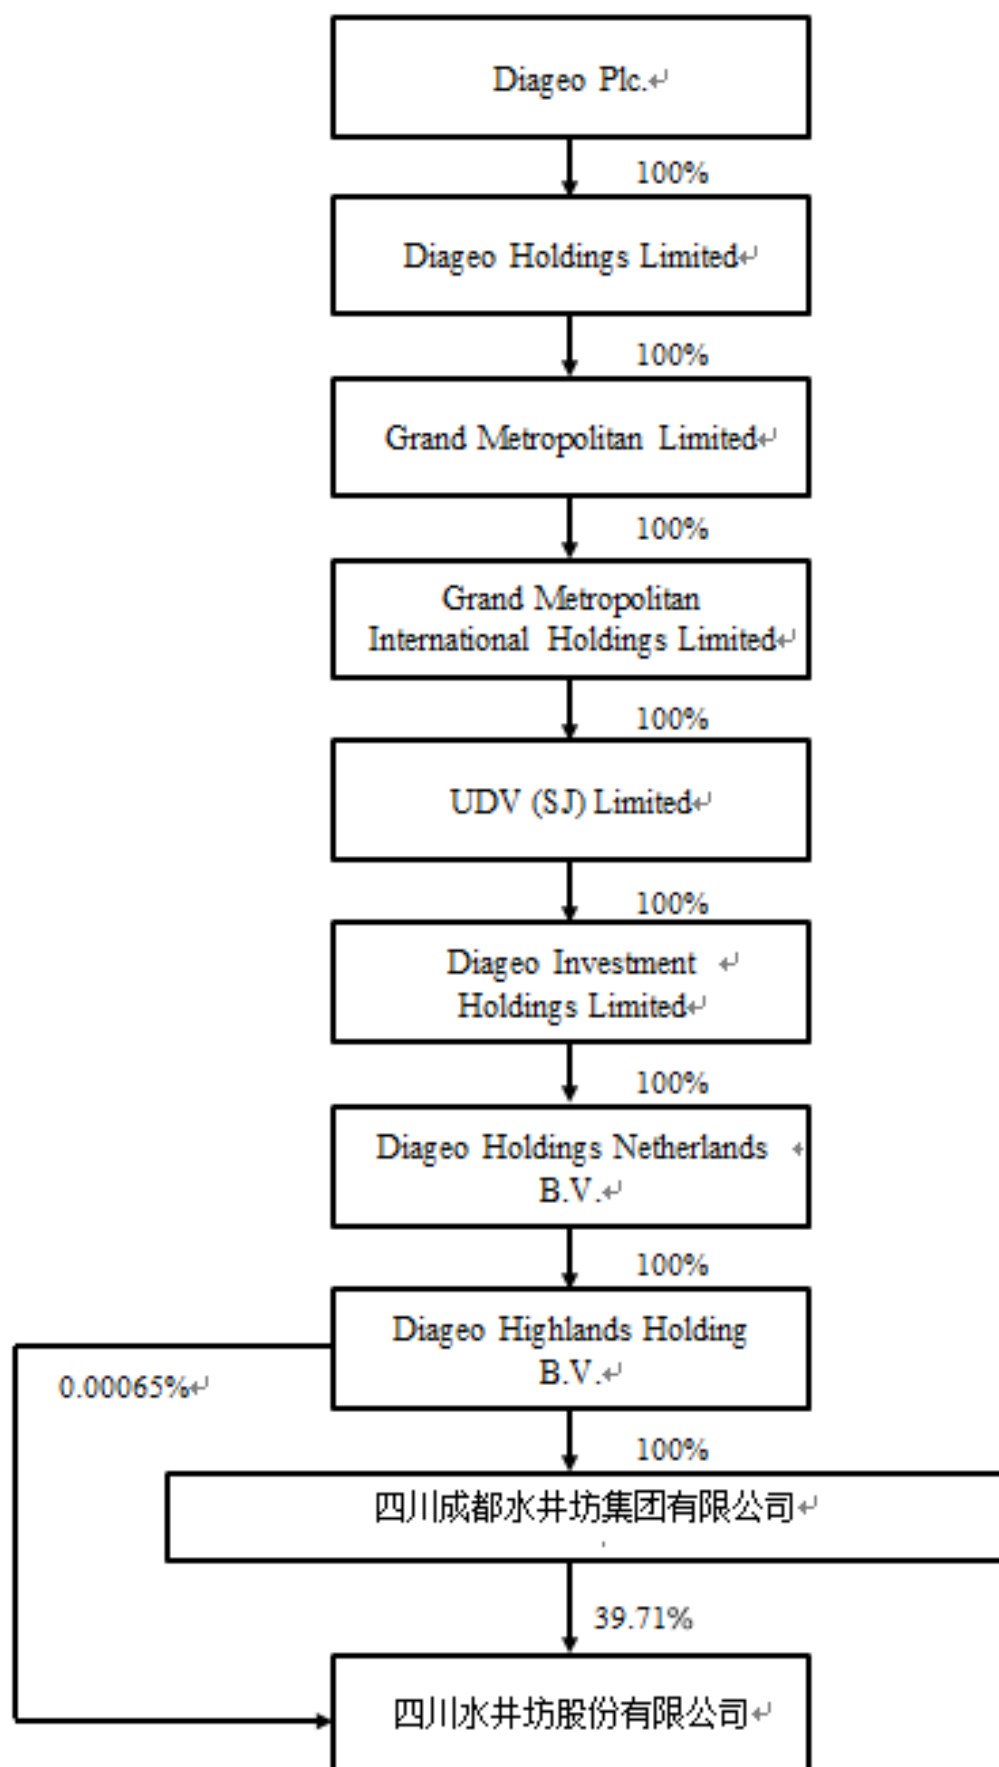 Diageo Plc.
100%
Diageo Holdings Limited
100%
Grand Metropolitan Limited
100%
Grand Metropolitan
International Holdings Limited
100%
UDV (SJ) Limited
100%
Diageo Investment
Holdings Limited
100%
Diageo Holdings Netherlands
B.V.
100%
Diageo Highlands Holding
B.V.
0.00065%
100%
四川成都水井坊集团有限公司
39.71%
四川水井坊股份有限公司